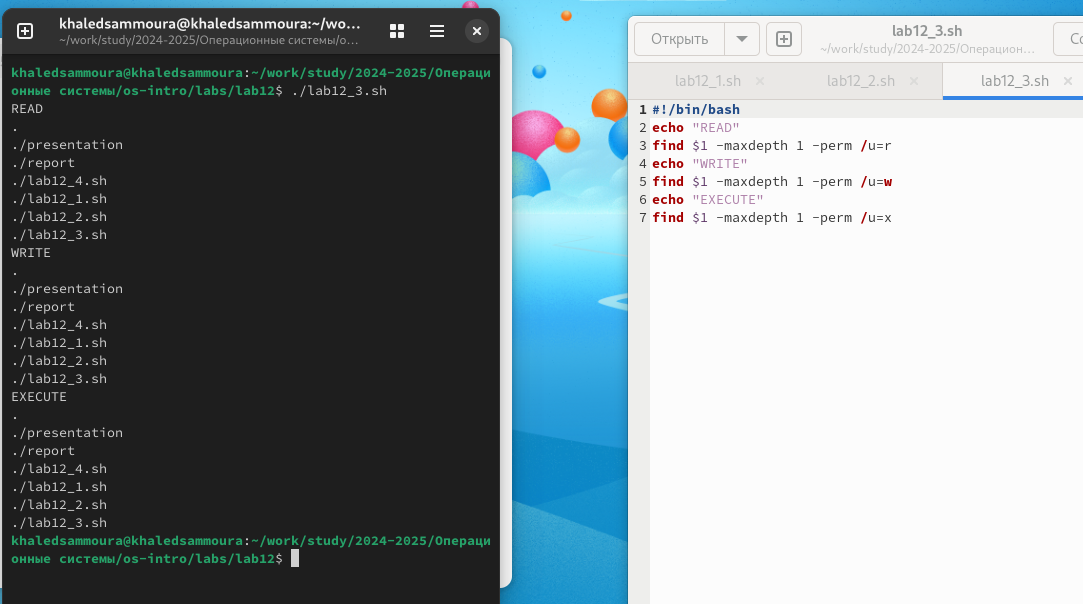 khaledsammoura@khaledsammoura:~/wo...
~/work/study/2024-2025/Операционные системы/o...
khaledsammoura@khaledsammoura:~/work/study/2024-2025/Операци
онные системы/os-intro/labs/lab12$ ./lab12_3.sh
READ
.
./presentation
./report
./lab12_4.sh
./lab12_1.sh
./lab12_2.sh
./lab12_3.sh
WRITE
.
./presentation
./report
./lab12_4.sh
./lab12_1.sh
./lab12_2.sh
./lab12_3.sh
EXECUTE
.
./presentation
./report
./lab12_4.sh
./lab12_1.sh
./lab12_2.sh
./lab12_3.sh
khaledsammoura@khaledsammoura:~/work/study/2024-2025/Операци
онные системы/os-intro/labs/lab12$
Открыть
lab12_3.sh
~/work/study/2024-2025/Операцион...
Со
lab12_1.sh × lab12_2.sh × lab12_3.sh ×
1 #!/bin/bash
2 echo "READ"
3 find $1 -maxdepth 1 -perm /u=r
4 echo "WRITE"
5 find $1 -maxdepth 1 -perm /u=w
6 echo "EXECUTE"
7 find $1 -maxdepth 1 -perm /u=x